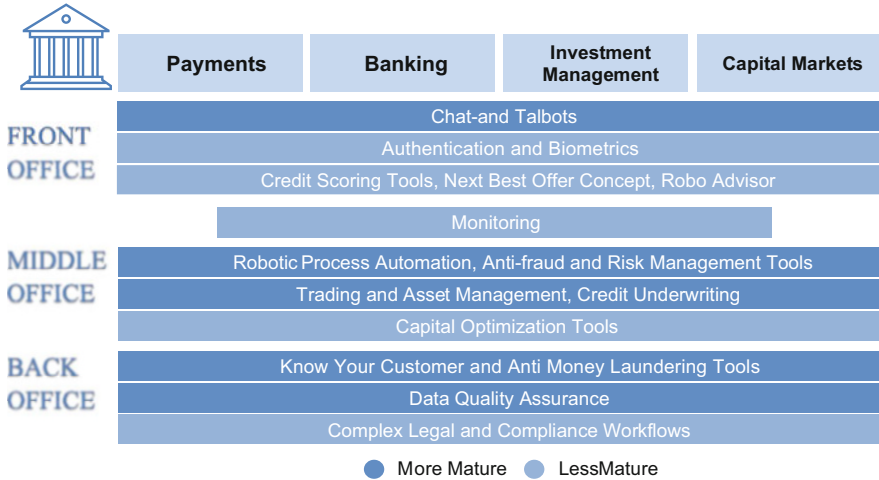 Payments
Banking
Investment
Management
Capital Markets
FRONT
OFFICE
Chat-and Talbots
Authentication and Biometrics
Credit Scoring Tools, Next Best Offer Concept, Robo Advisor
Monitoring
MIDDLE
OFFICE
Robotic Process Automation, Anti-fraud and Risk Management Tools
Trading and Asset Management, Credit Underwriting
Capital Optimization Tools
BACK
OFFICE
Know Your Customer and Anti Money Laundering Tools
Data Quality Assurance
Complex Legal and Compliance Workflows
More Mature
LessMature